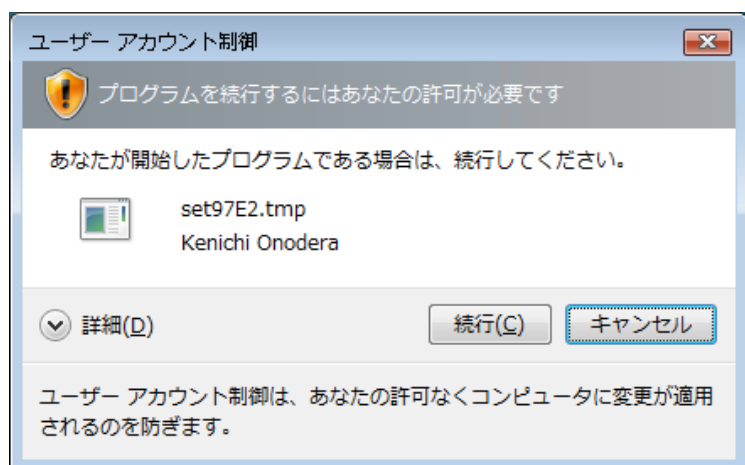 ユーザー アカウント制御
プログラムを続行するにはあなたの許可が必要です
あなたが開始したプログラムである場合は、続行してください。
set97E2.tmp
Kenichi Onodera
詳細(D)
続行(C)
キャンセル
ユーザー アカウント制御は、あなたの許可なくコンピュータに変更が適用
されるのを防ぎます。